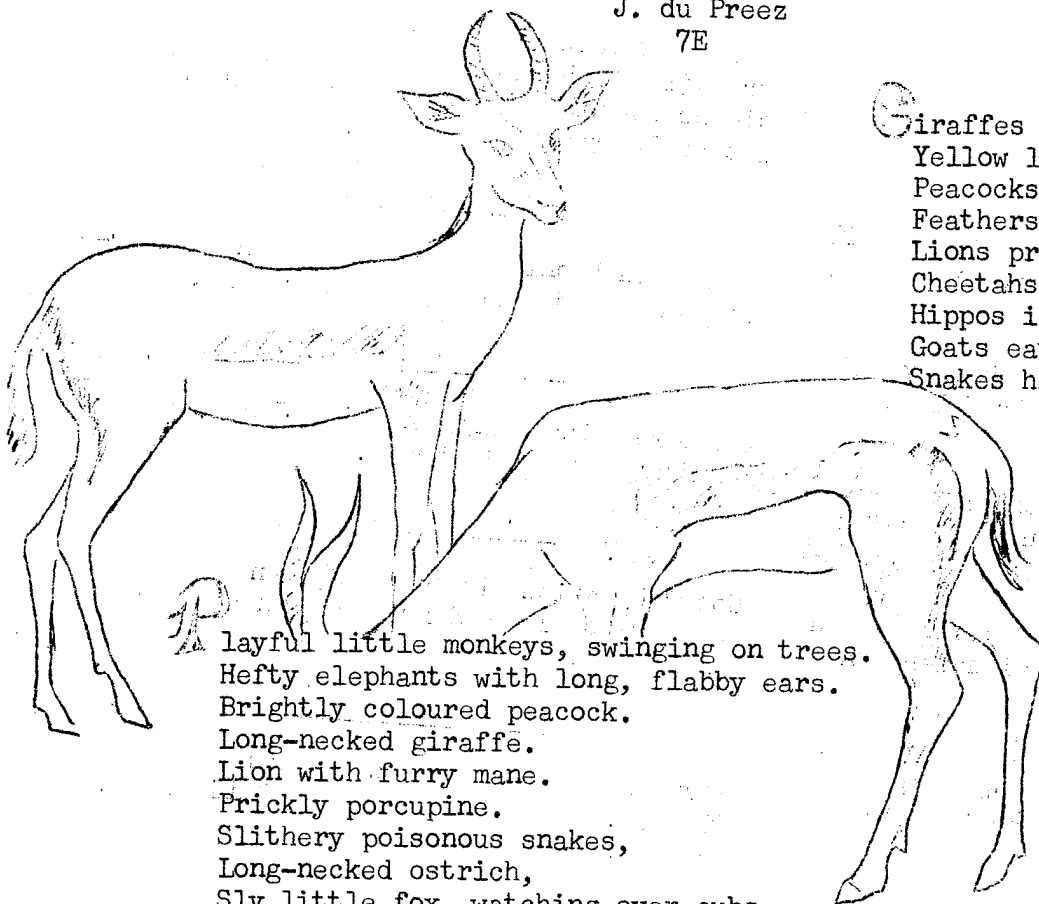 J. du Preez
7E
Giraffes
Yellow
Peacocks
Feathers
Lions
Cheetahs
Hippos
Goats
Snakes
Playful little monkeys, swinging on trees.
Hefty elephants with long, flabby ears.
Brightly coloured peacock.
Long-necked giraffe.
Lion with furry mane.
Prickly porcupine.
Slithery poisonous snakes,
Long-necked ostrich,
Sly little fox, watching over cubs